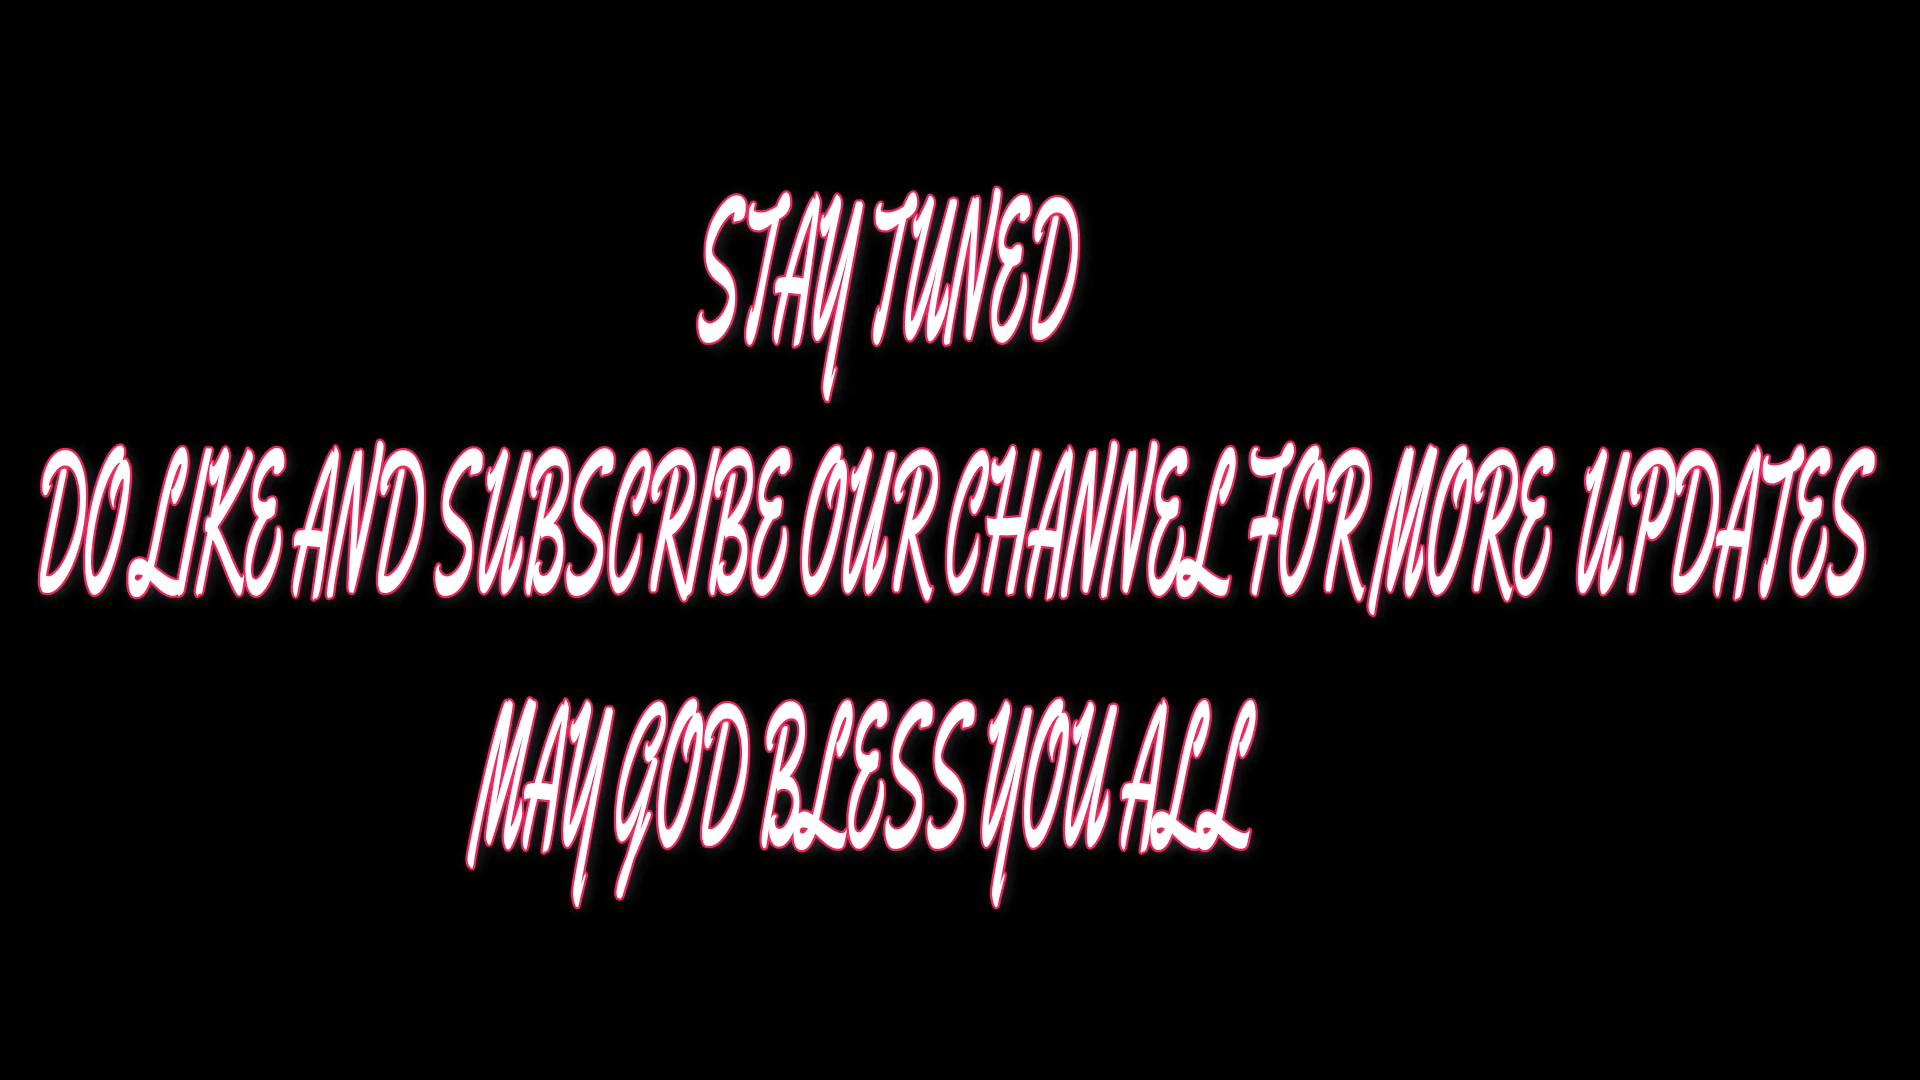 STAY TUNED
DO LIKE AND SUBSCRIBE OUR CHANNEL FOR MORE UPDATES
MAY GOD BLESS YOU ALL